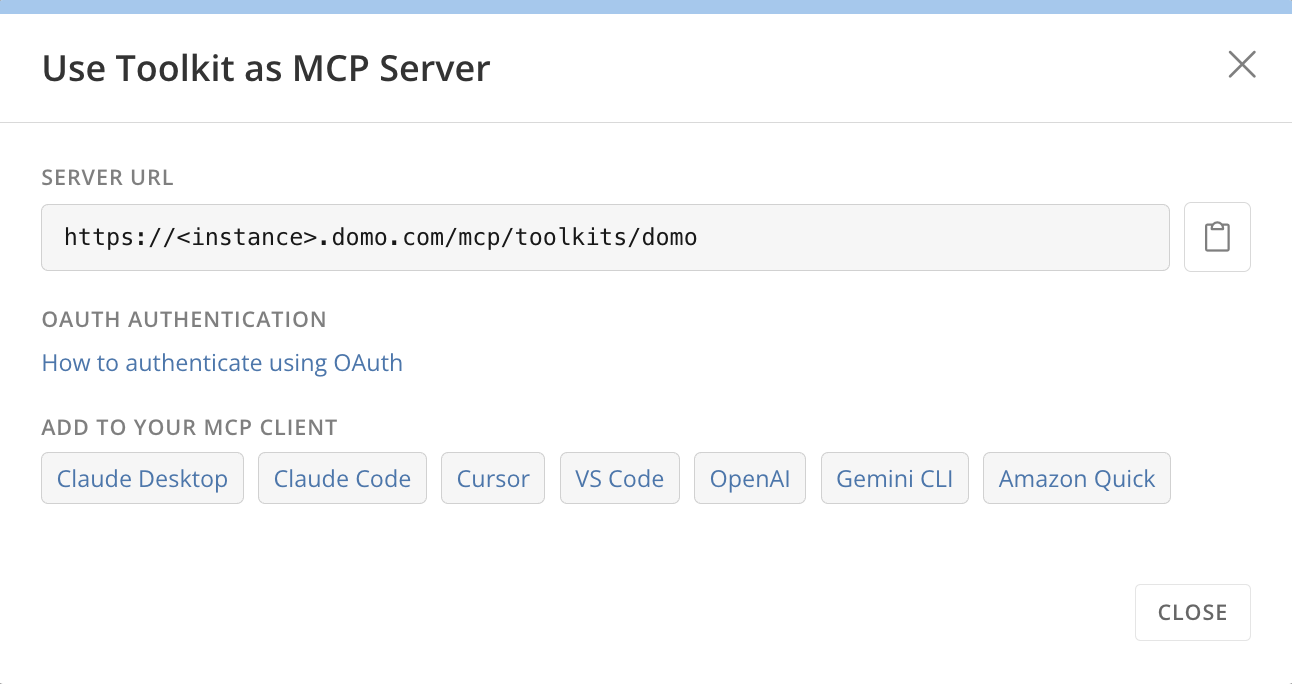 Use Toolkit as MCP Server
SERVER URL
https://<instance>.domo.com/mcp/toolkits/domo
OAUTH AUTHENTICATION
How to authenticate using OAuth
ADD TO YOUR MCP CLIENT
Claude Desktop Claude Code Cursor VS Code OpenAI Gemini CLI Amazon Quick
CLOSE